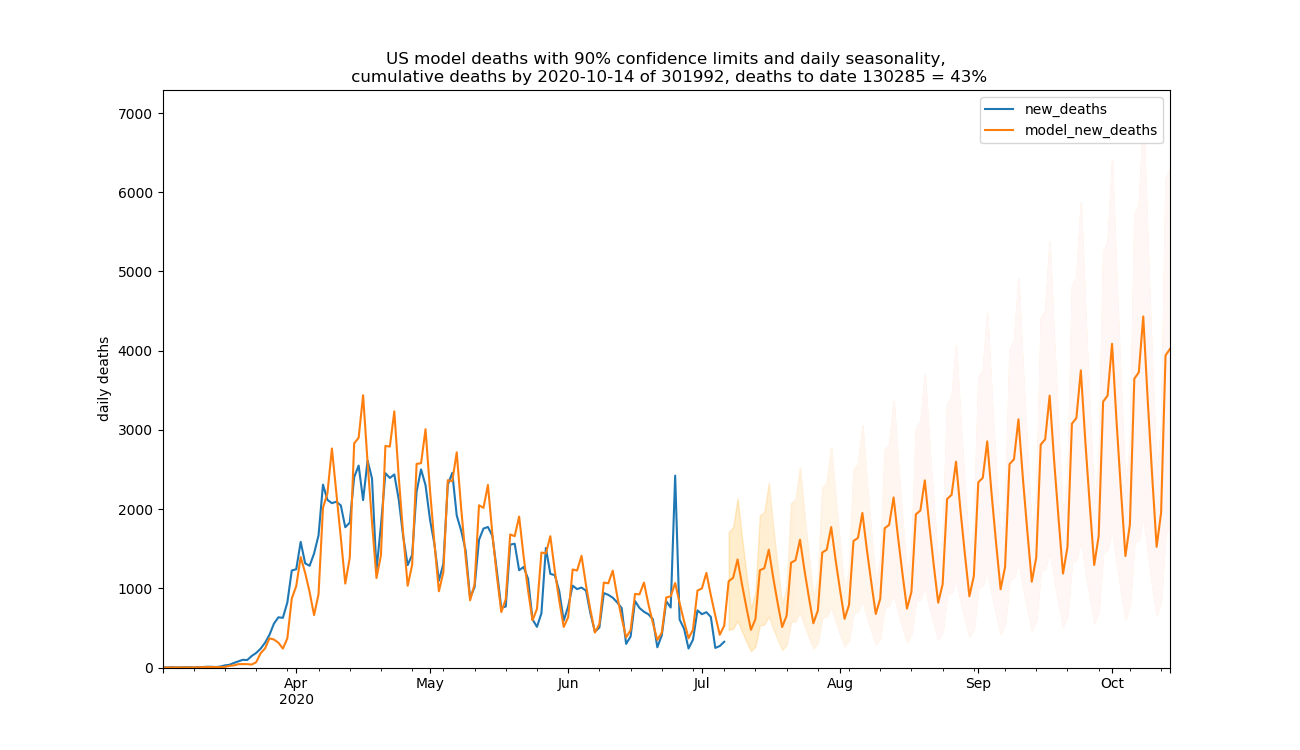 US model deaths with 90% confidence limits and daily seasonality,
cumulative deaths by 2020-10-14 of 301992, deaths to date 130285 = 43%
new_deaths
model_new_deaths
daily deaths
7000
6000
5000
4000
3000
2000
1000
0
Apr May Jun Jul Aug Sep Oct
2020